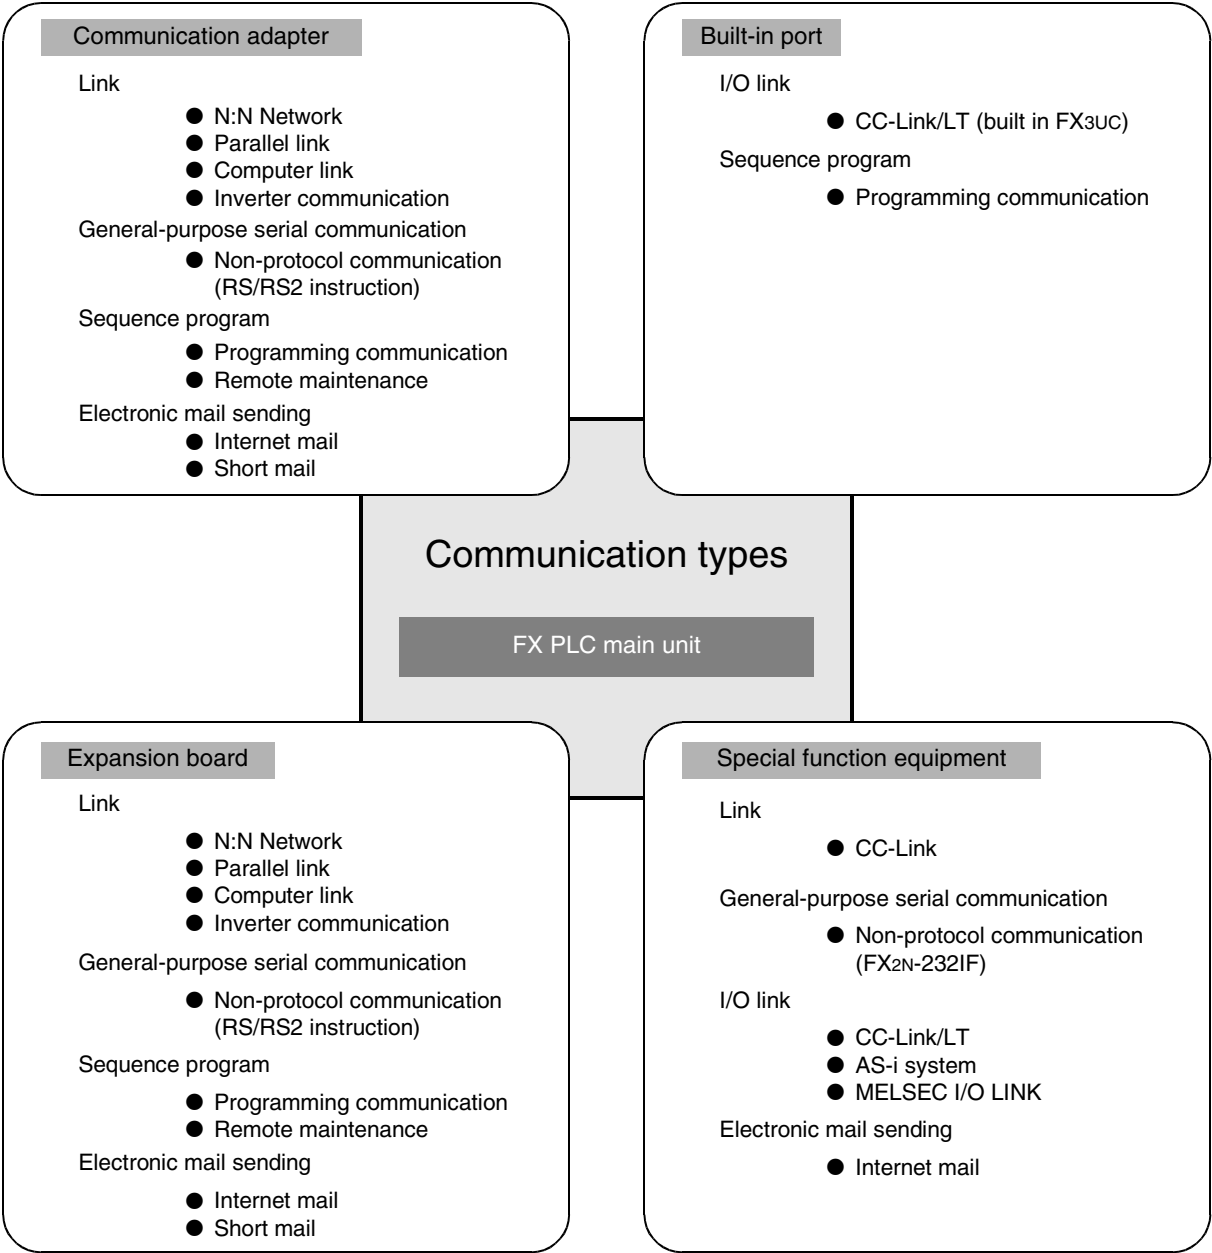 Communication adapter
Link
● N:N Network
● Parallel link
● Computer link
● Inverter communication
General-purpose serial communication
● Non-protocol communication
(RS/RS2 instruction)
Sequence program
● Programming communication
● Remote maintenance
Electronic mail sending
● Internet mail
● Short mail
Built-in port
I/O link
● CC-Link/LT (built in FX3UC)
Sequence program
● Programming communication
Communication types
FX PLC main unit
Expansion board
Link
● N:N Network
● Parallel link
● Computer link
● Inverter communication
General-purpose serial communication
● Non-protocol communication
(RS/RS2 instruction)
Sequence program
● Programming communication
● Remote maintenance
Electronic mail sending
● Internet mail
● Short mail
Special function equipment
Link
● CC-Link
General-purpose serial communication
● Non-protocol communication
(FX2N-232IF)
I/O link
● CC-Link/LT
● AS-i system
● MELSEC I/O LINK
Electronic mail sending
● Internet mail